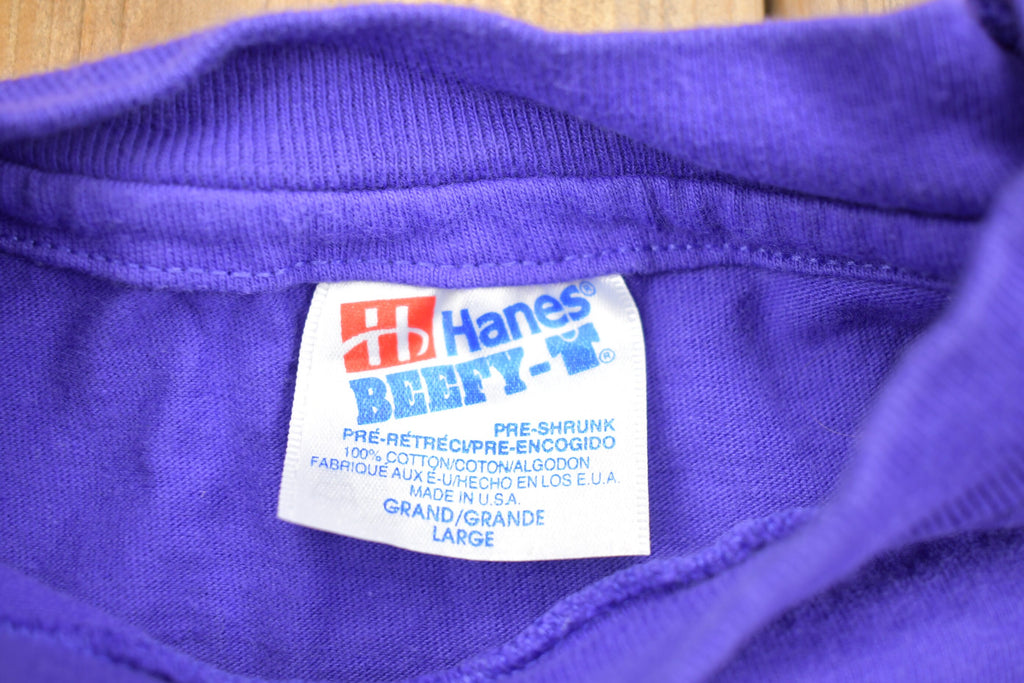 H Hanes®
BEEFY-T®
PRE-SHRUNK
PRÉ-RÉTRÉCI/PRE-ENCOGIDO
100% COTTON/COTON/ALGODON
FABRIQUÉ AUX É-U/HECHO EN LOS E.U.A.
MADE IN U.S.A.
GRAND/GRANDE
LARGE